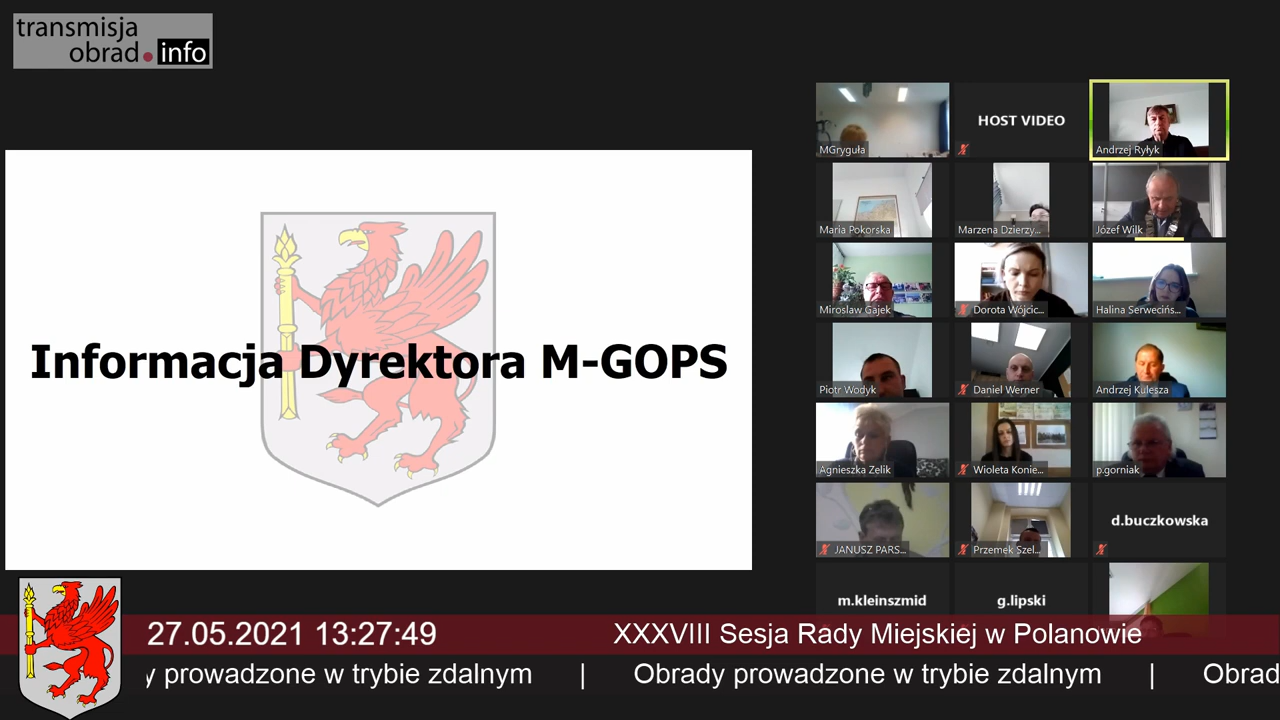 transmisja
obrad.info
MGryguła
HOST VIDEO
Andrzej Ryłyk
Maria Pokorska
Marzena Dzierzy...
Józef Wilk
Mirosław Gajek
Dorota Wójcic...
Halina Serwecińs...
Informacja Dyrektora M-GOPS
Piotr Wodyk
Daniel Werner
Andrzej Kulesza
Agnieszka Zelik
Wioleta Konie...
p.gorniak
JANUSZ PARS...
Przemek Szel...
d.buczkowska
m.kleinszmid
g.lipski
27.05.2021 13:27:49
XXXVIII Sesja Rady Miejskiej w Polanowie
y prowadzone w trybie zdalnym | Obrady prowadzone w trybie zdalnym | Obrad